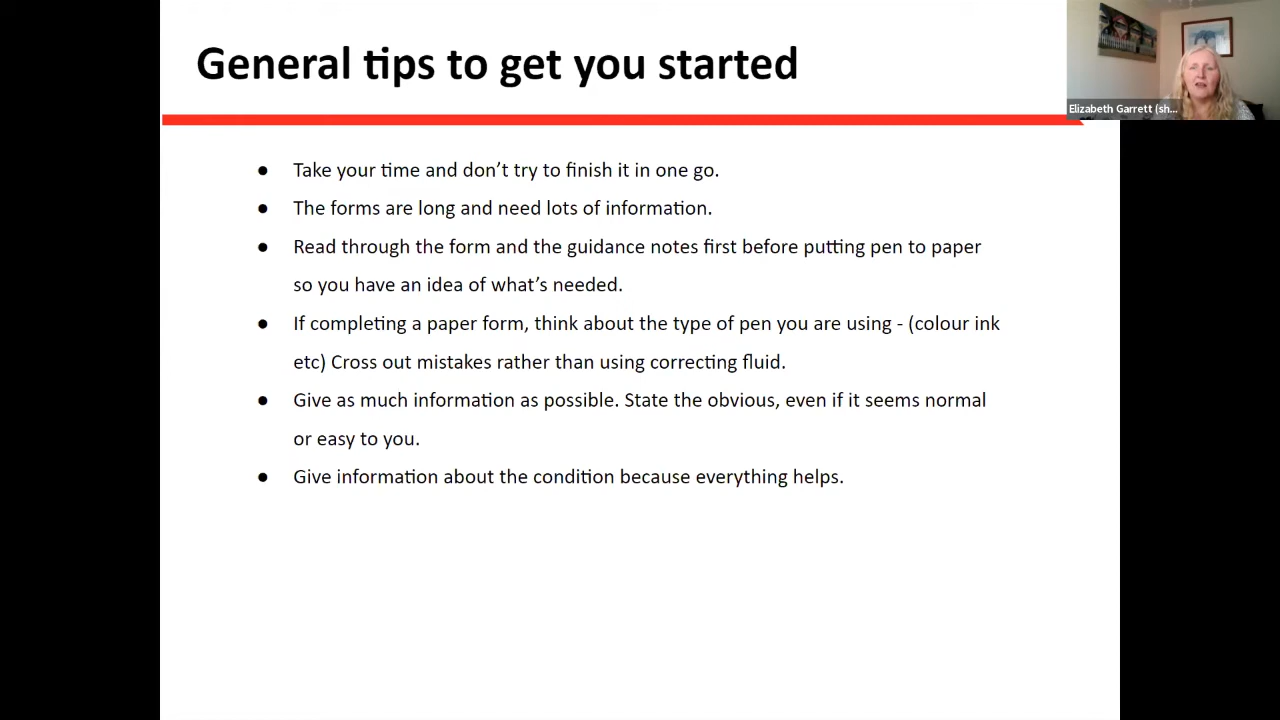 General tips to get you started
Elizabeth Garrett (sh...
● Take your time and don’t try to finish it in one go.
● The forms are long and need lots of information.
● Read through the form and the guidance notes first before putting pen to paper
so you have an idea of what’s needed.
● If completing a paper form, think about the type of pen you are using - (colour ink
etc) Cross out mistakes rather than using correcting fluid.
● Give as much information as possible. State the obvious, even if it seems normal
or easy to you.
● Give information about the condition because everything helps.